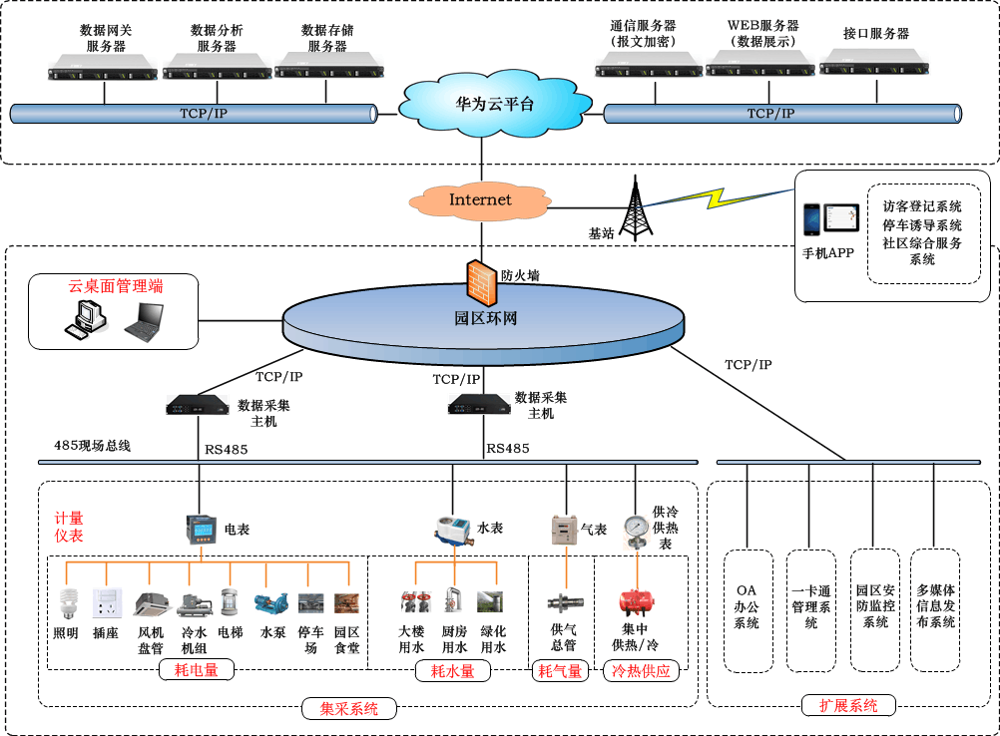 数据网关
服务器
数据分析
服务器
数据存储
服务器
通信服务器
（报文加密）
WEB服务器
（数据展示）
接口服务器
TCP/IP
华为云平台
TCP/IP
Internet
基站
手机APP
访客登记系统
停车诱导系统
社区综合服务
系统
云桌面管理端
防火墙
园区环网
TCP/IP
TCP/IP
TCP/IP
数据采集
主机
数据采集
主机
485现场总线
RS485
RS485
计量
仪表
电表
水表
气表
供冷
供热
表
照明
插座
风机
盘管
冷水
机组
电梯
水泵
停车
场
园区
食堂
大楼
用水
厨房
用水
绿化
用水
供气
总管
集中
供热/冷
耗电量
耗水量
耗气量
冷热供应
集采系统
OA
办公
系统
一卡通
管理系
统
园区安
防监控
系统
多媒体
信息发
布系统
扩展系统